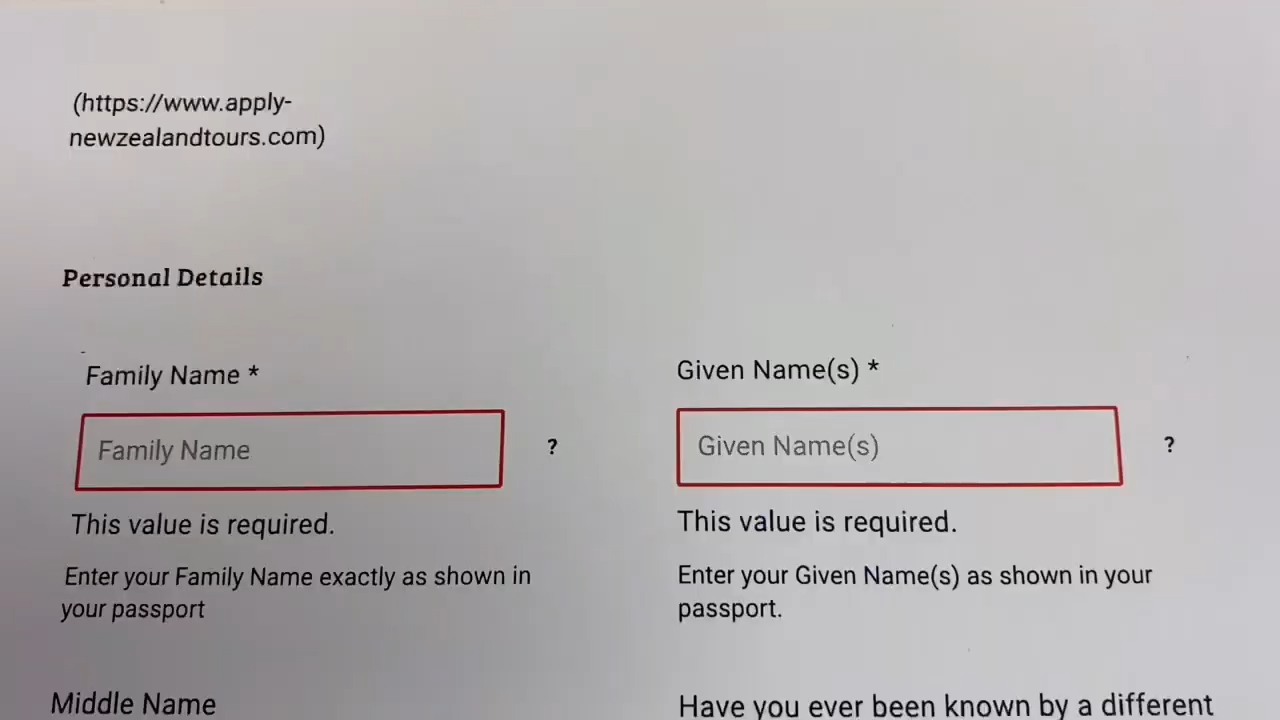 (https://www.apply-
newzealandtours.com)
Personal Details
Family Name *
Family Name
?
This value is required.
Enter your Family Name exactly as shown in
your passport
Given Name(s) *
Given Name(s)
?
This value is required.
Enter your Given Name(s) as shown in your
passport.
Middle Name
Have you ever been known by a different